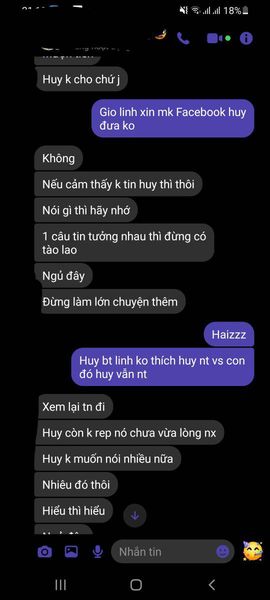 18%
Huy k cho chứ j
Gio linh xin mk Facebook huy
đưa ko
Không
Nếu cảm thấy k tin huy thì thôi
Nói gì thì hãy nhớ
1 câu tin tưởng nhau thì đừng có
tào lao
Ngủ đây
Đừng làm lớn chuyện thêm
Haizzz
Huy bt linh ko thích huy nt vs con
đó huy vẫn nt
Xem lại tn đi
Huy còn k rep nó chưa vừa lòng nx
Huy k muốn nói nhiều nữa
Nhiêu đó thôi
Hiểu thì hiểu
Nhắn tin